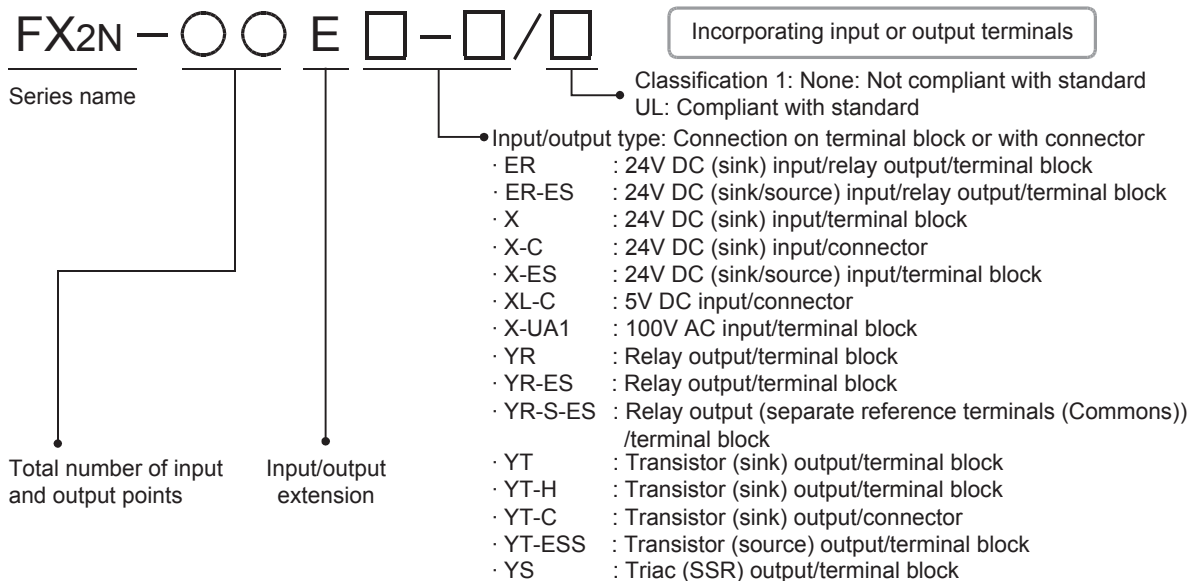 FX2N – ○○ E □ – □ / □
Incorporating input or output terminals
Series name
Classification 1: None: Not compliant with standard
UL: Compliant with standard
Input/output type: Connection on terminal block or with connector
· ER : 24V DC (sink) input/relay output/terminal block
· ER-ES : 24V DC (sink/source) input/relay output/terminal block
· X : 24V DC (sink) input/terminal block
· X-C : 24V DC (sink) input/connector
· X-ES : 24V DC (sink/source) input/terminal block
· XL-C : 5V DC input/connector
· X-UA1 : 100V AC input/terminal block
· YR : Relay output/terminal block
· YR-ES : Relay output/terminal block
· YR-S-ES : Relay output (separate reference terminals (Commons))
/terminal block
· YT : Transistor (sink) output/terminal block
· YT-H : Transistor (sink) output/terminal block
· YT-C : Transistor (sink) output/connector
· YT-ESS : Transistor (source) output/terminal block
· YS : Triac (SSR) output/terminal block
Total number of input
and output points
Input/output
extension